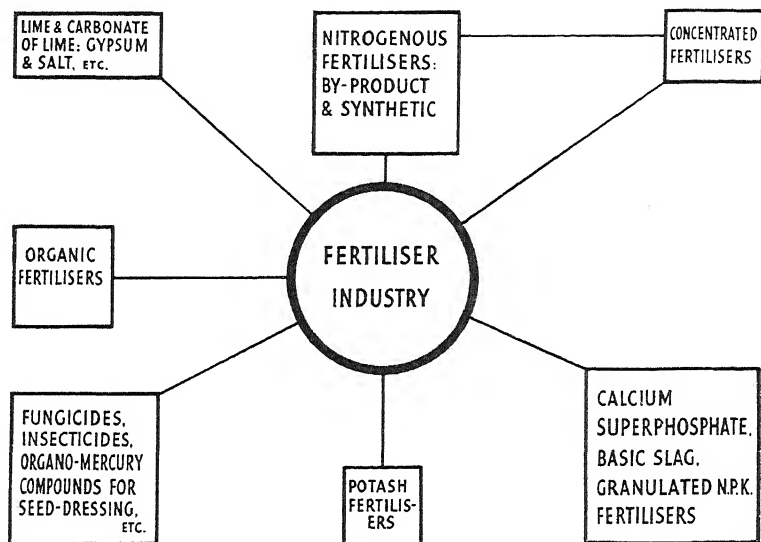 LIME & CARBONATE
OF LIME: GYPSUM
& SALT, ETC.
NITROGENOUS
FERTILISERS:
BY-PRODUCT
& SYNTHETIC
CONCENTRATED
FERTILISERS
ORGANIC
FERTILISERS
FERTILISER
INDUSTRY
FUNGICIDES,
INSECTICIDES,
ORGANO-MERCURY
COMPOUNDS FOR
SEED-DRESSING,
ETC.
POTASH
FERTILIS-
ERS
CALCIUM
SUPERPHOSPHATE,
BASIC SLAG,
GRANULATED N.P.K.
FERTILISERS